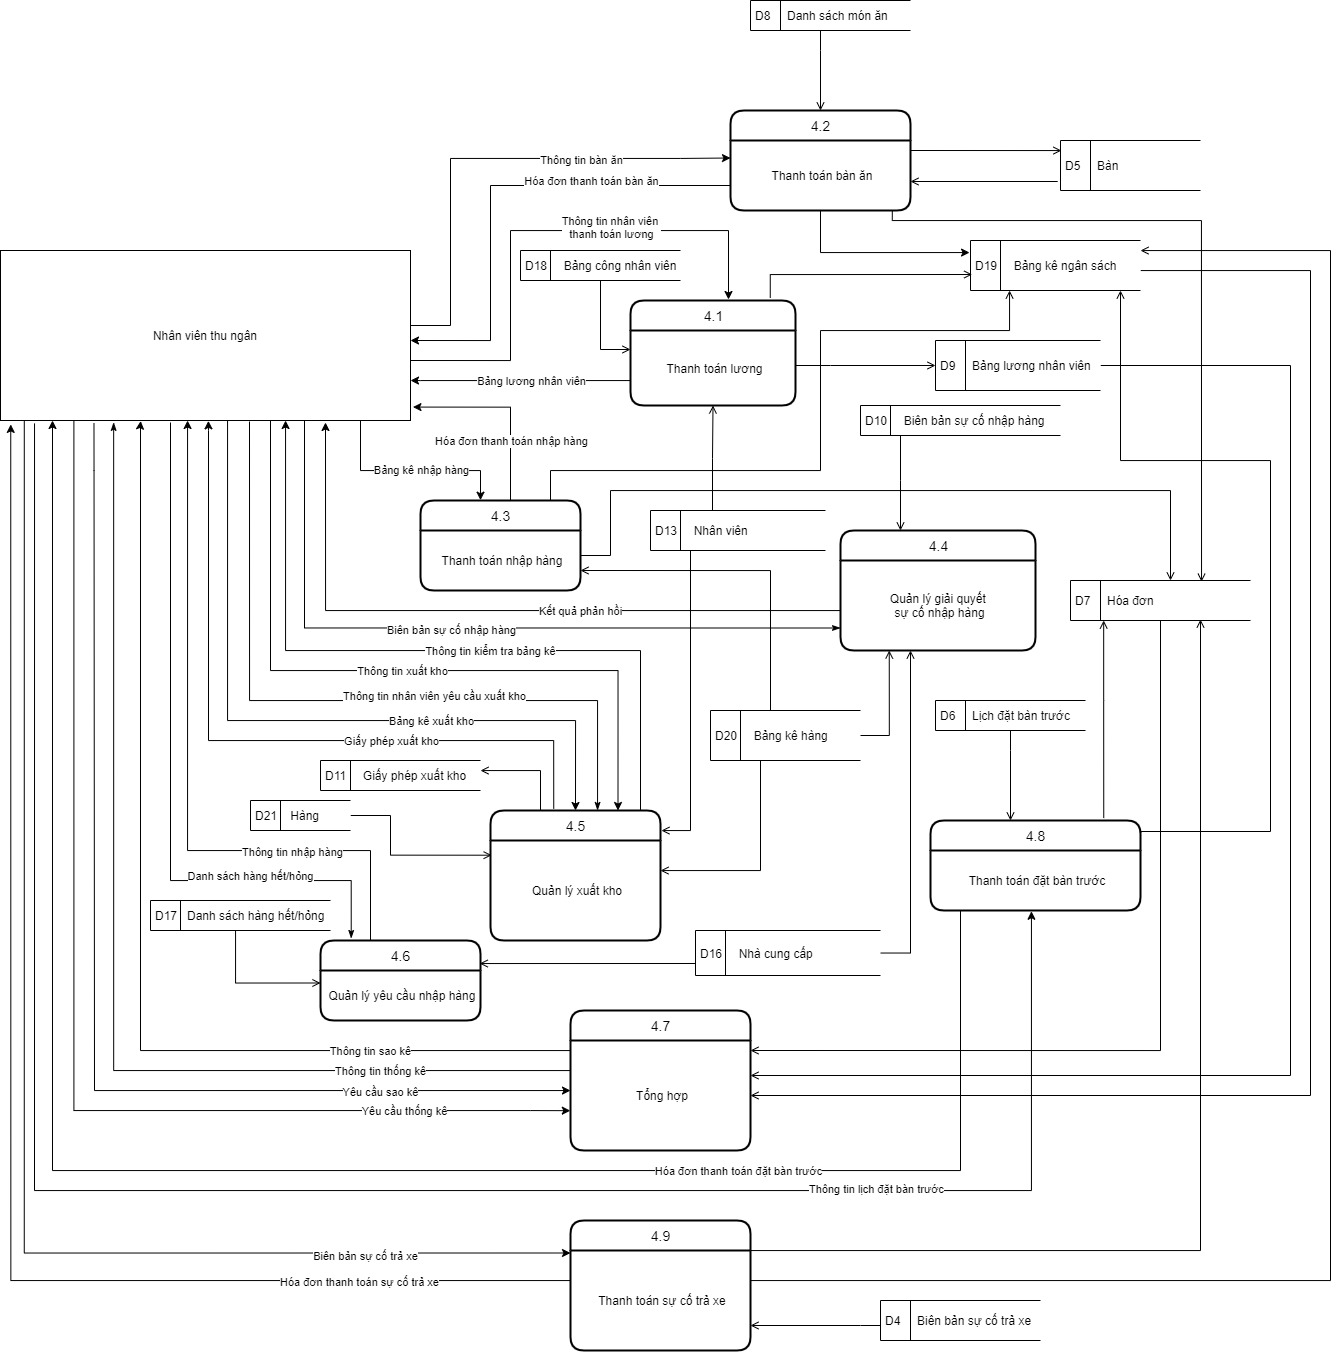 D8 Danh sách món ăn
4.2
Thông tin bàn ăn
D5 Bàn
Thanh toán bàn ăn
Hóa đơn thanh toán bàn ăn
Thông tin nhân viên
thanh toán lương
D18 Bảng công nhân viên
D19 Bảng kê ngân sách
4.1
Nhân viên thu ngân
Thanh toán lương
D9 Bảng lương nhân viên
Bảng lương nhân viên
D10 Biên bản sự cố nhập hàng
Hóa đơn thanh toán nhập hàng
Bảng kê nhập hàng
4.3
D13 Nhân viên
4.4
Thanh toán nhập hàng
Quản lý giải quyết
sự cố nhập hàng
D7 Hóa đơn
Kết quả phản hồi
Biên bản sự cố nhập hàng
Thông tin kiểm tra bảng kê
Thông tin xuất kho
Thông tin nhân viên yêu cầu xuất kho
D6 Lịch đặt bàn trước
Bảng kê xuất kho
D20 Bảng kê hàng
Giấy phép xuất kho
D11 Giấy phép xuất kho
D21 Hàng
4.5
4.8
Thông tin nhập hàng
Danh sách hàng hết/hỏng
Quản lý xuất kho
Thanh toán đặt bàn trước
D17 Danh sách hàng hết/hỏng
4.6
D16 Nhà cung cấp
Quản lý yêu cầu nhập hàng
4.7
Thông tin sao kê
Thông tin thống kê
Yêu cầu sao kê
Tổng hợp
Yêu cầu thống kê
Hóa đơn thanh toán đặt bàn trước
Thông tin lịch đặt bàn trước
4.9
Biên bản sự cố trả xe
Hóa đơn thanh toán sự cố trả xe
Thanh toán sự cố trả xe
D4 Biên bản sự cố trả xe